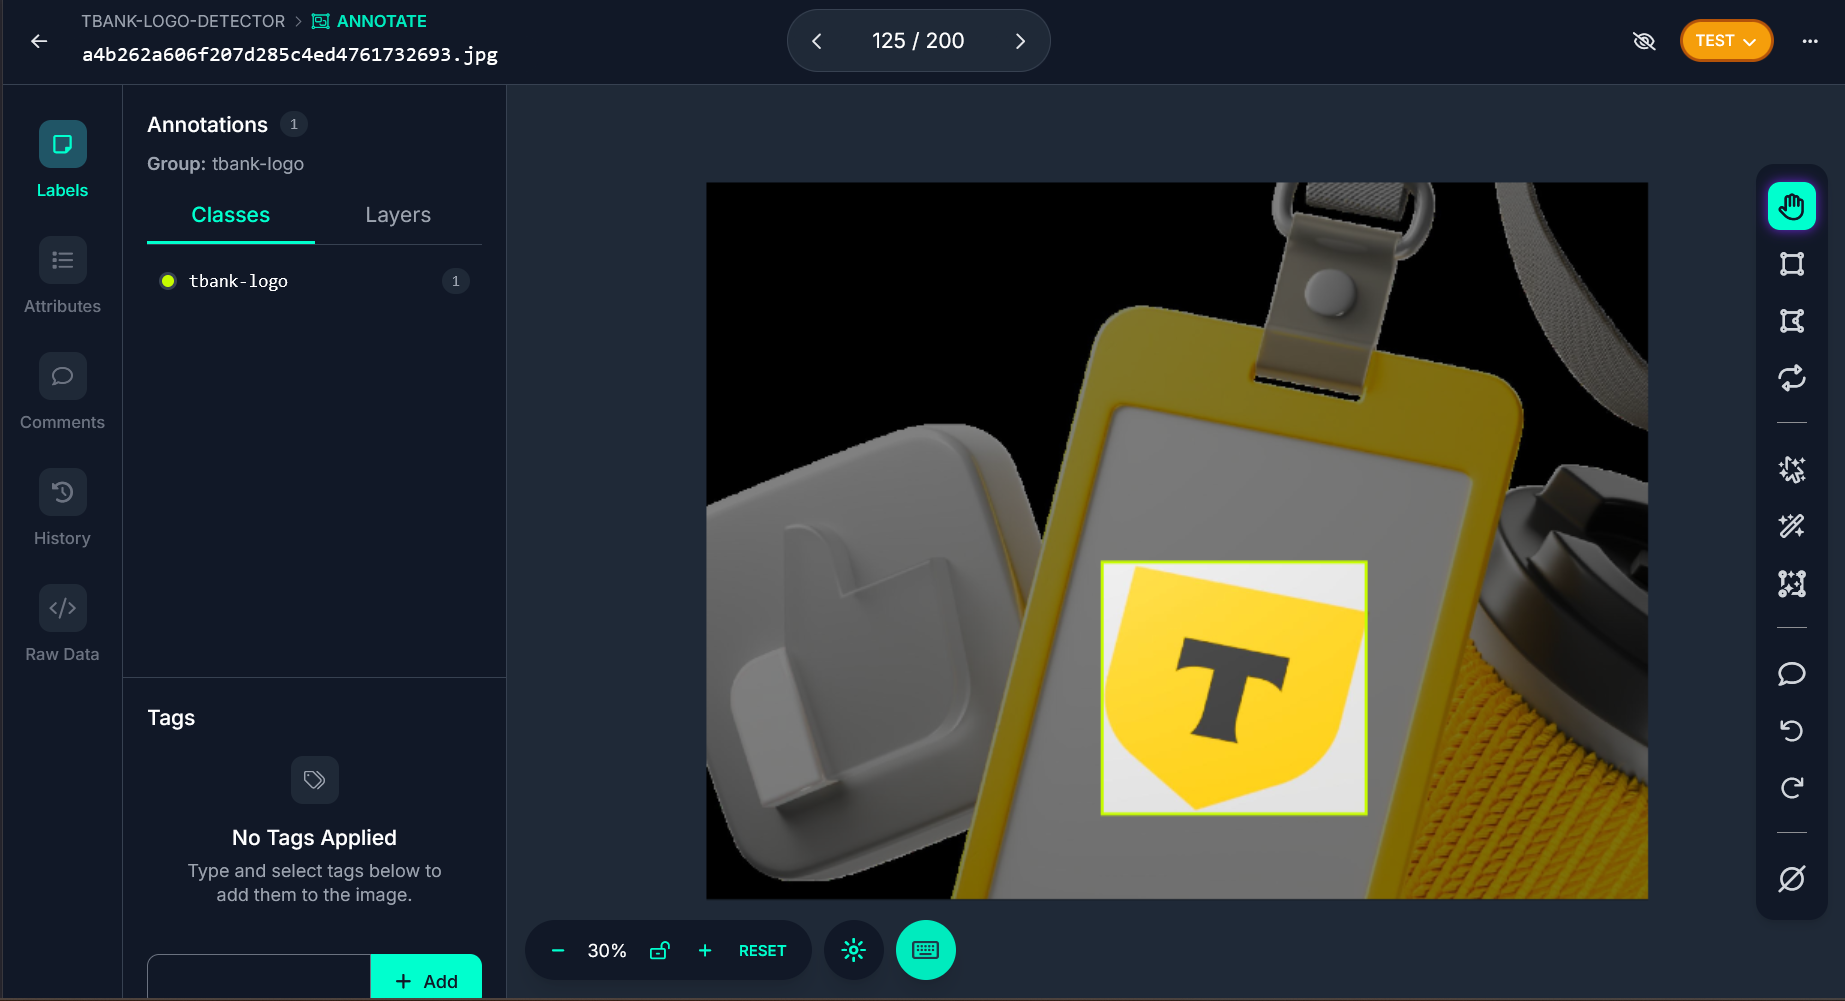 TBANK-LOGO-DETECTOR > ANNOTATE
a4b262a606f207d285c4ed4761732693.jpg
125 / 200
TEST
Labels
Attributes
Comments
History
Raw Data
Annotations 1
Group: tbank-logo
Classes Layers
tbank-logo 1
Tags
No Tags Applied
Type and select tags below to
add them to the image.
+ Add
T
− 30% + RESET